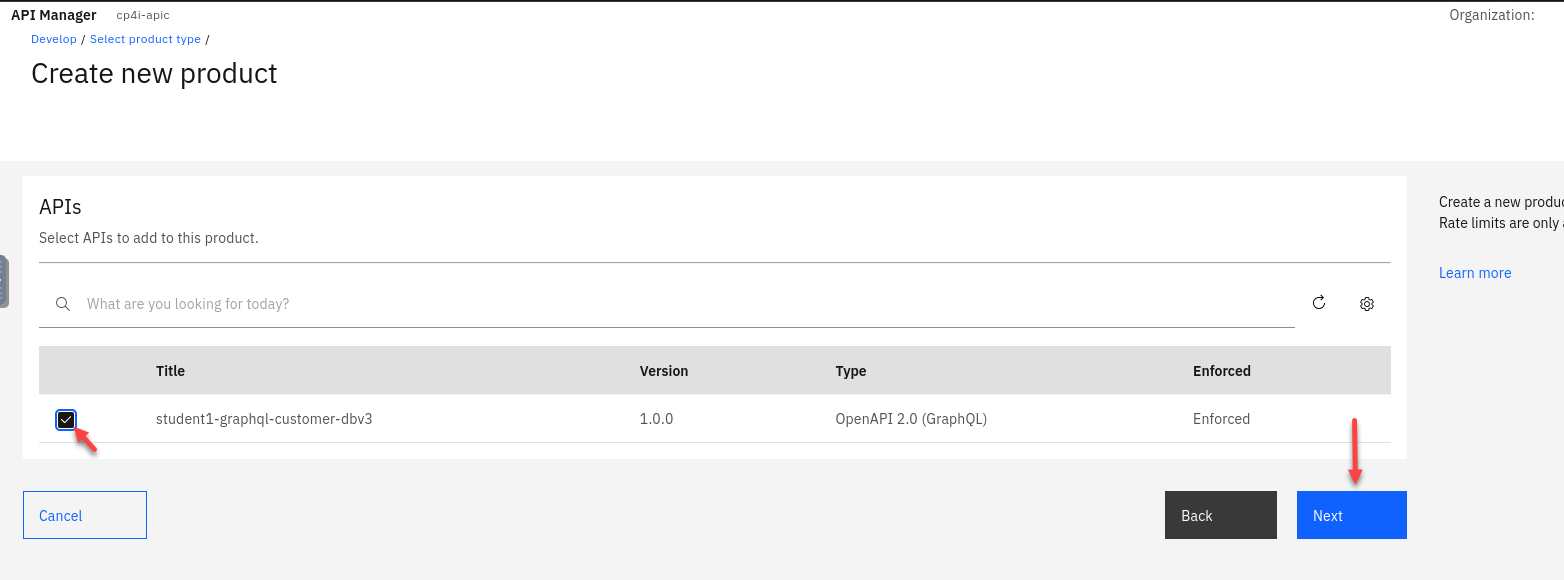 API Manager cp4i-apic Organization:
Develop / Select product type /
Create new product
APIs
Select APIs to add to this product.
What are you looking for today?
Title Version Type Enforced
student1-graphql-customer-dbv3 1.0.0 OpenAPI 2.0 (GraphQL) Enforced
Cancel Back Next
Create a new produc
Rate limits are only
Learn more